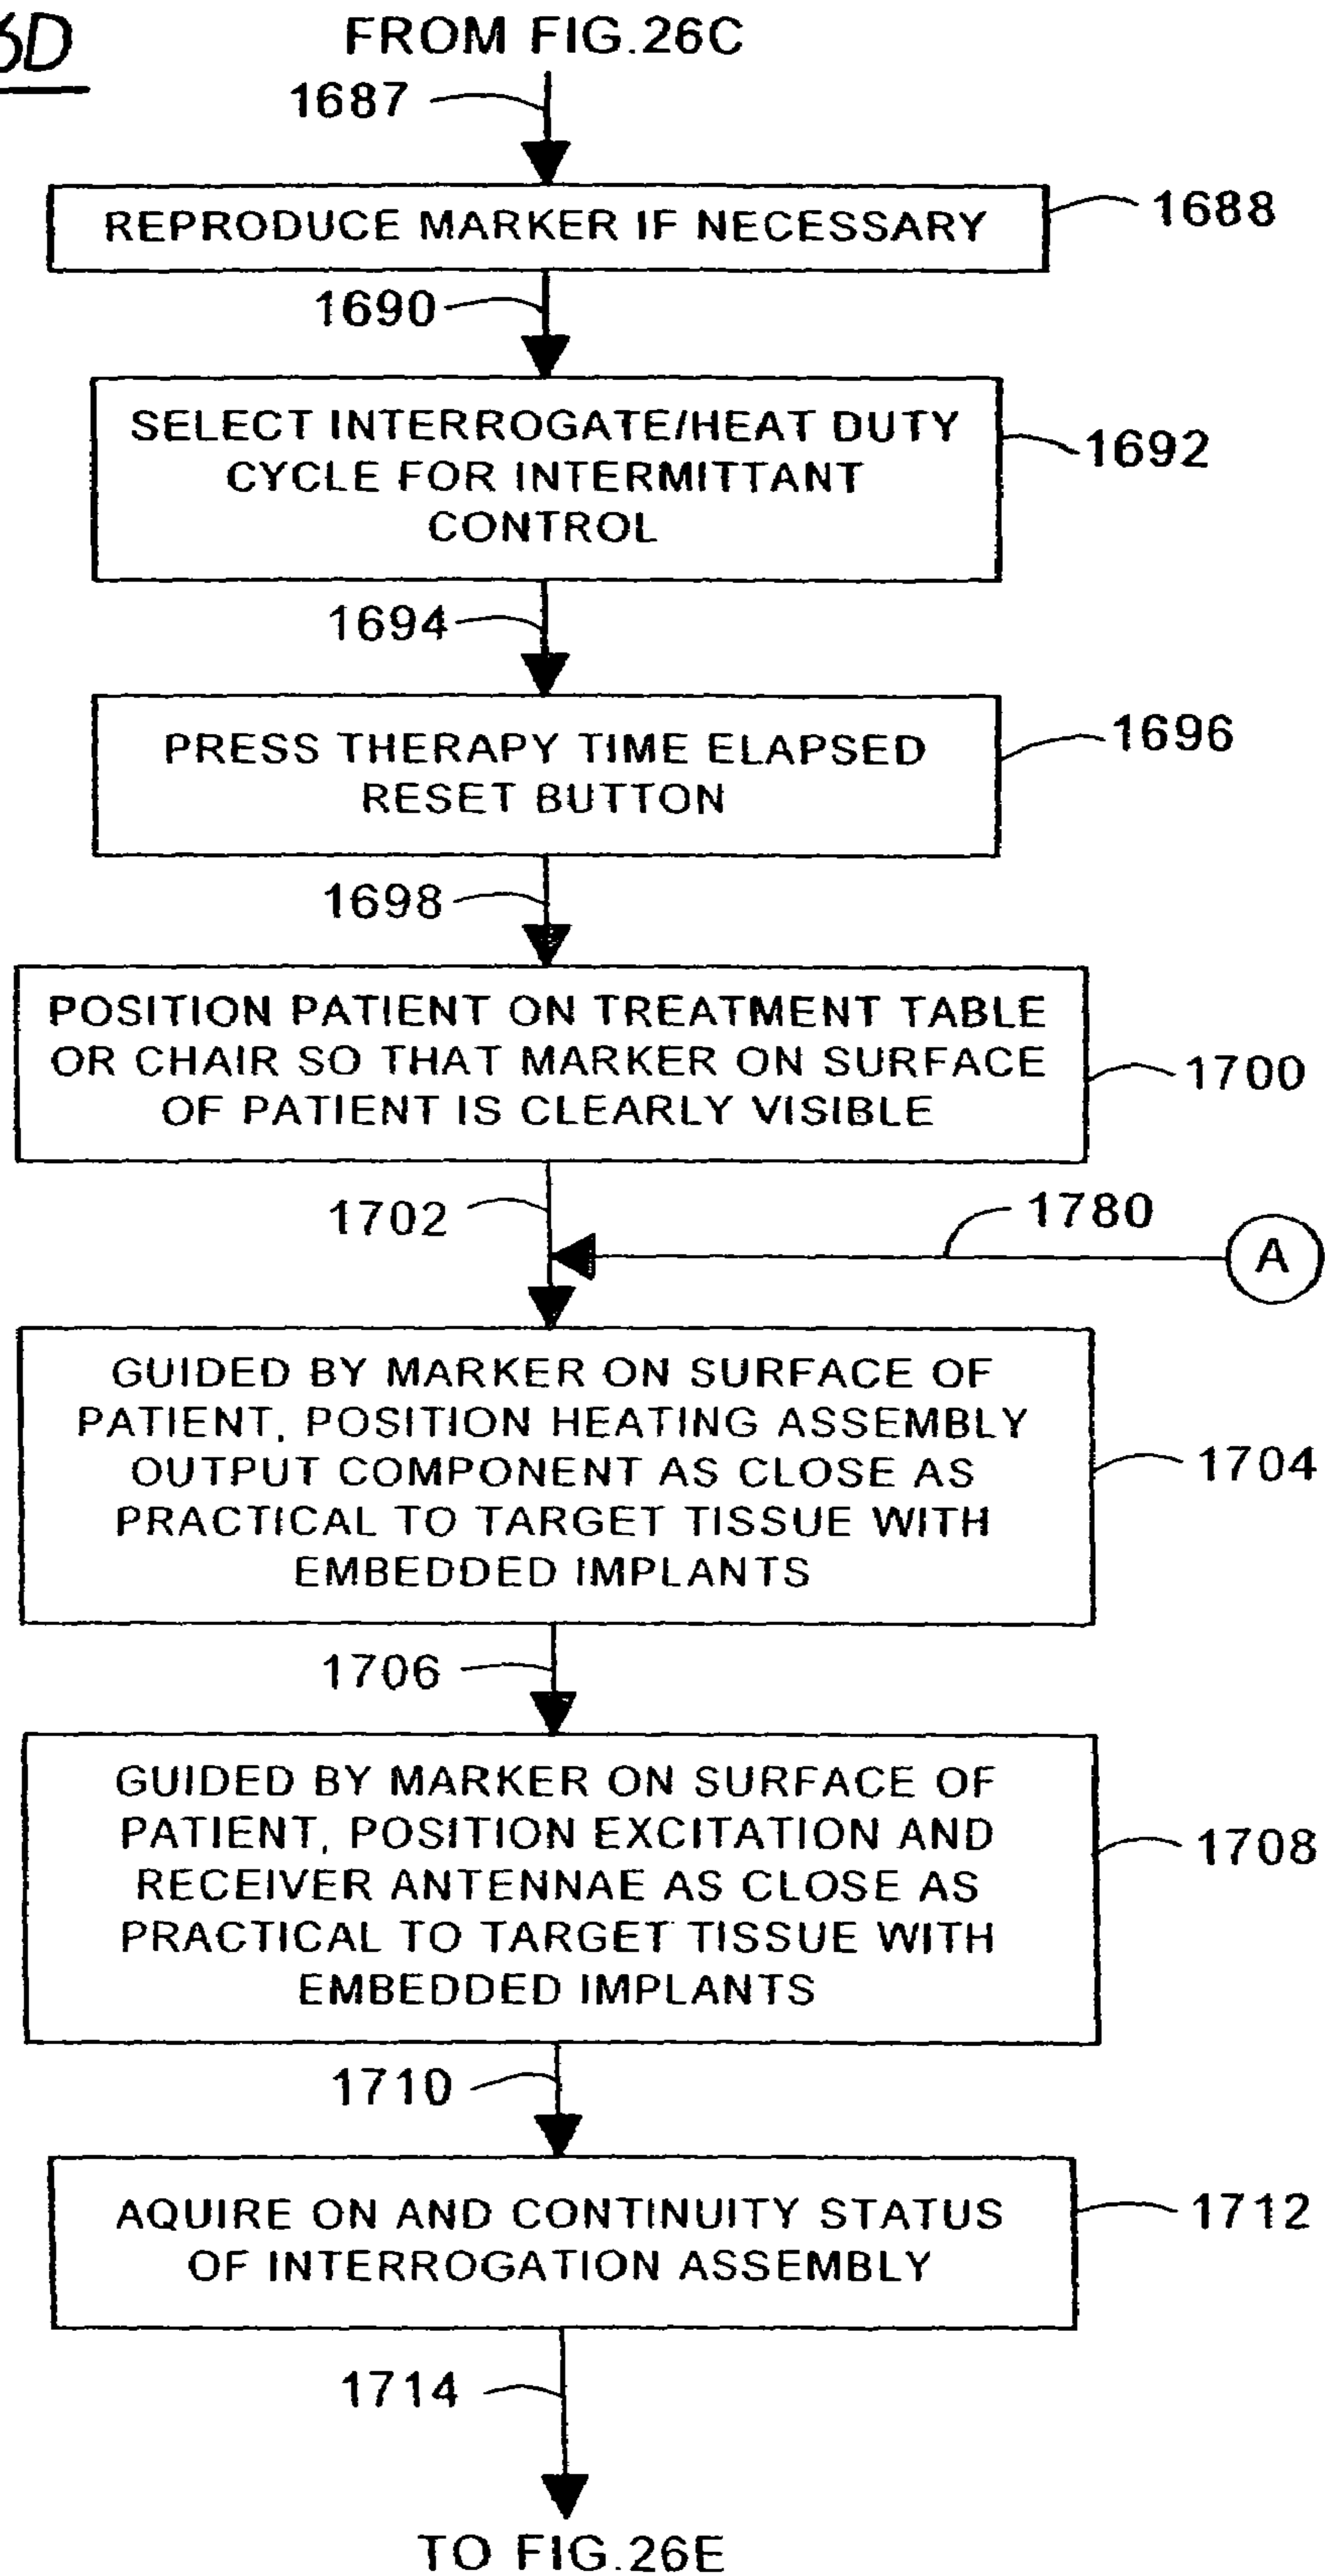 6D
FROM FIG.26C
1687
REPRODUCE MARKER IF NECESSARY
1688
1690
SELECT INTERROGATE/HEAT DUTY
CYCLE FOR INTERMITTANT
CONTROL
1692
1694
PRESS THERAPY TIME ELAPSED
RESET BUTTON
1696
1698
POSITION PATIENT ON TREATMENT TABLE
OR CHAIR SO THAT MARKER ON SURFACE
OF PATIENT IS CLEARLY VISIBLE
1700
1702
1780
A
GUIDED BY MARKER ON SURFACE OF
PATIENT, POSITION HEATING ASSEMBLY
OUTPUT COMPONENT AS CLOSE AS
PRACTICAL TO TARGET TISSUE WITH
EMBEDDED IMPLANTS
1704
1706
GUIDED BY MARKER ON SURFACE OF
PATIENT, POSITION EXCITATION AND
RECEIVER ANTENNAE AS CLOSE AS
PRACTICAL TO TARGET TISSUE WITH
EMBEDDED IMPLANTS
1708
1710
AQUIRE ON AND CONTINUITY STATUS
OF INTERROGATION ASSEMBLY
1712
1714
TO FIG.26E